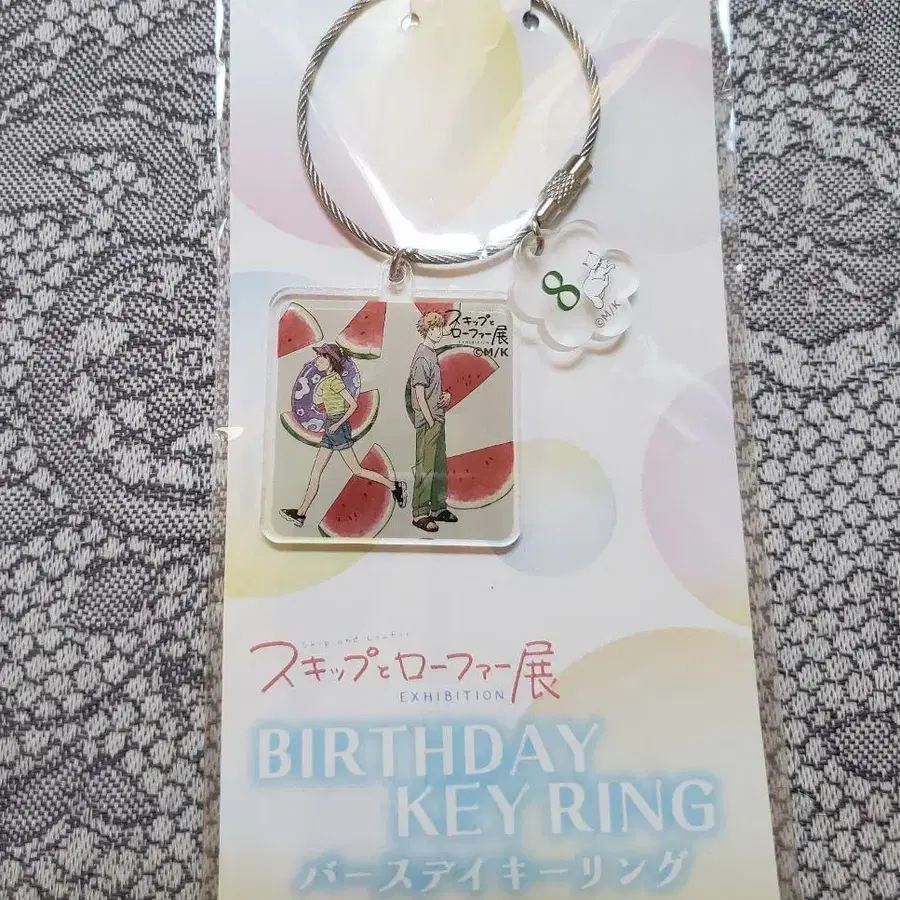 スキップと
ローファー展
EXHIBITION
©M/K
8
©M/K
Skip and Loafer
スキップとローファー展
EXHIBITION
BIRTHDAY
KEY RING
バースデイキーリング